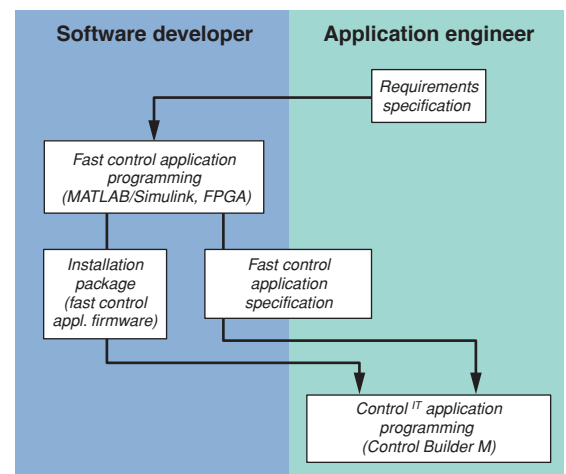 Software developer
Application engineer
Requirements
specification
Fast control application
programming
(MATLAB/Simulink, FPGA)
Installation
package
(fast control
appl. firmware)
Fast control
application
specification
Control IT application
programming
(Control Builder M)